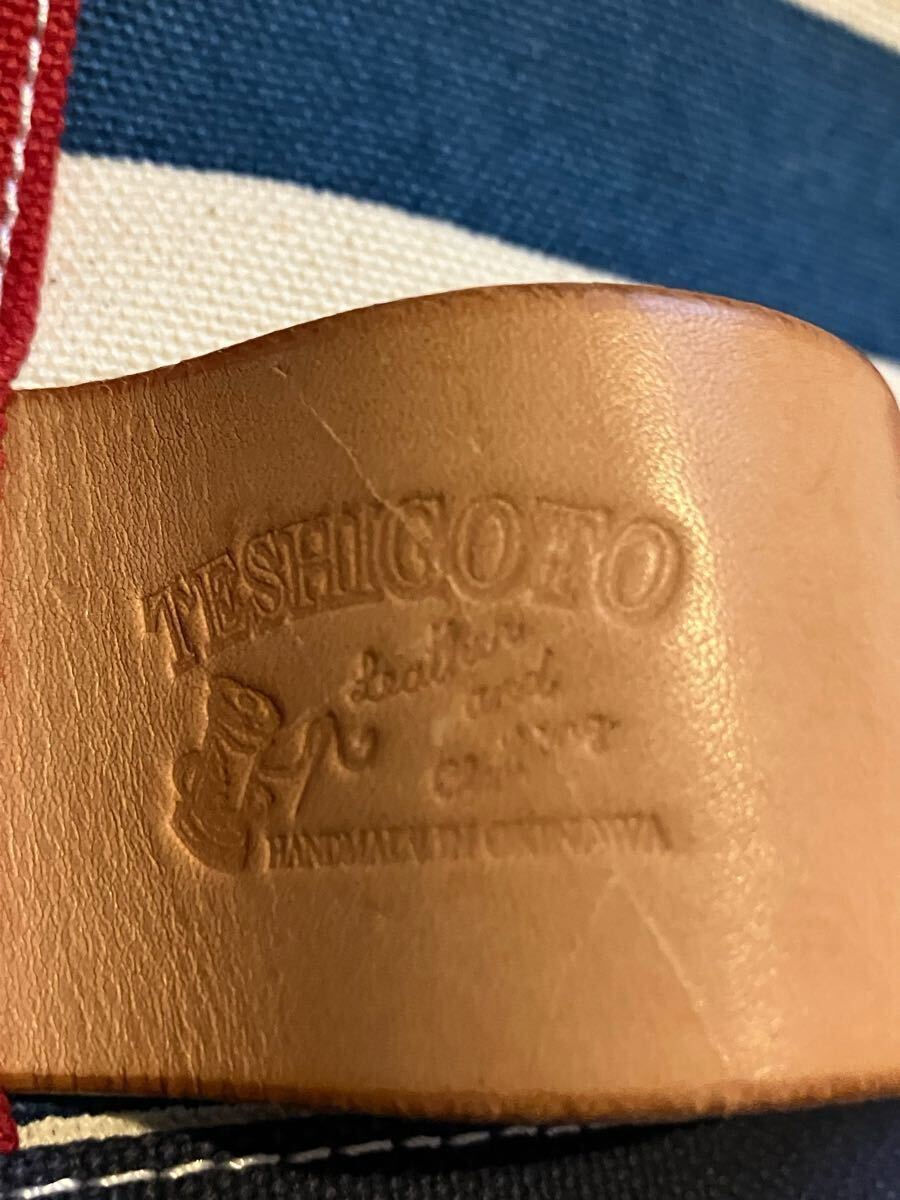 TESHIGOTO
Leather
and
HANDMADE IN OKINAWA